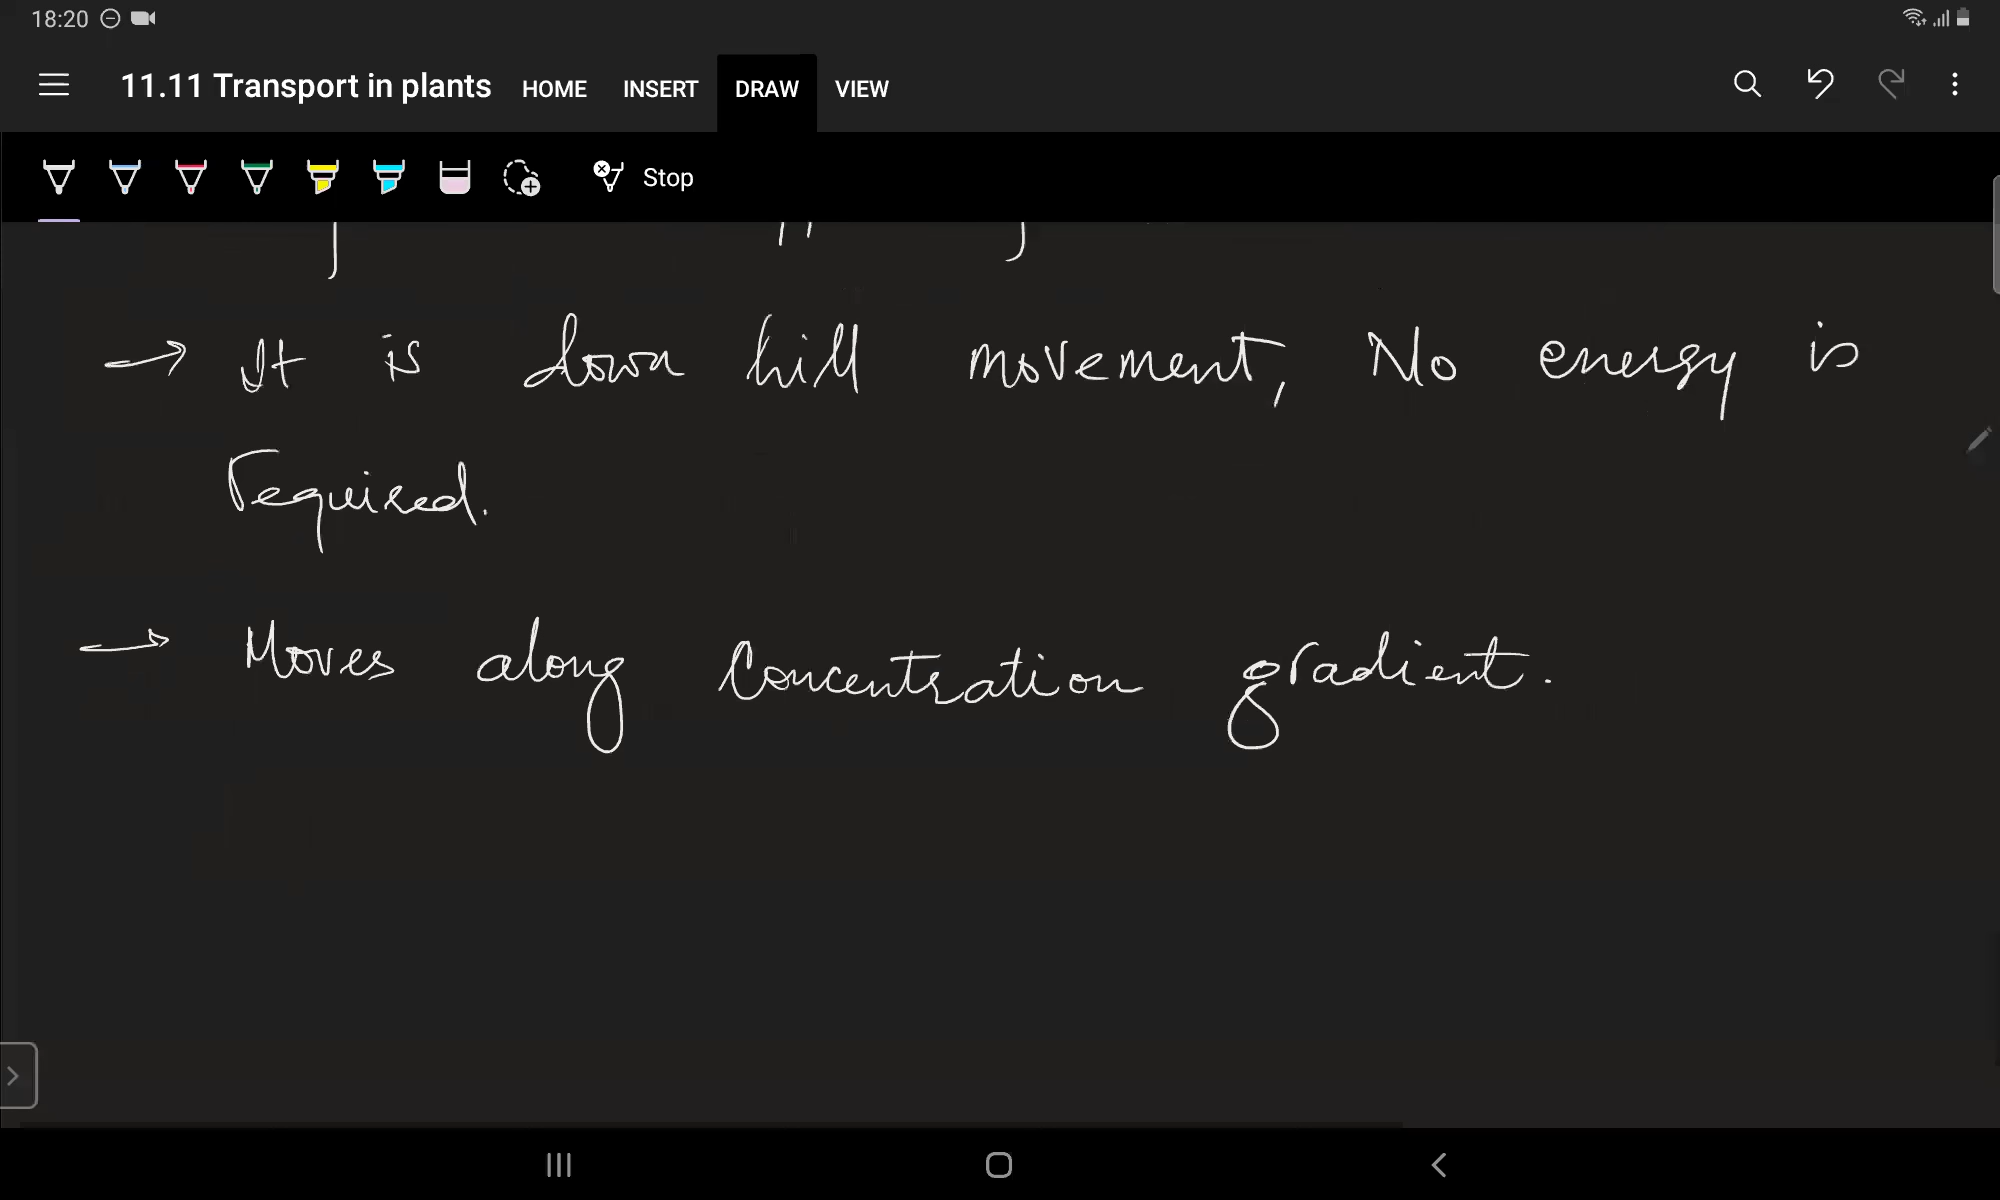 18:20
11.11 Transport in plants HOME INSERT DRAW VIEW
Stop
→ It is down hill movement, No energy is
required.
→ Moves along Concentration gradient.